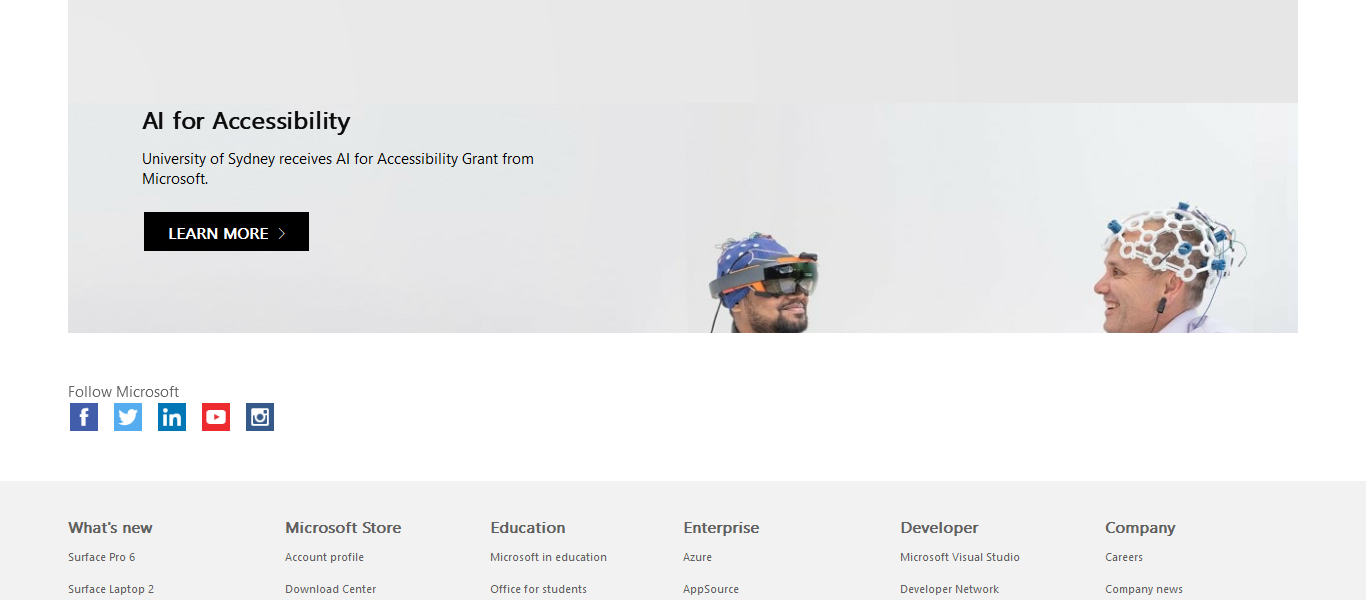 AI for Accessibility
University of Sydney receives AI for Accessibility Grant from
Microsoft.
LEARN MORE
Follow Microsoft
What's new
Microsoft Store
Education
Enterprise
Developer
Company
Surface Pro 6
Account profile
Microsoft in education
Azure
Microsoft Visual Studio
Careers
Surface Laptop 2
Download Center
Office for students
AppSource
Developer Network
Company news